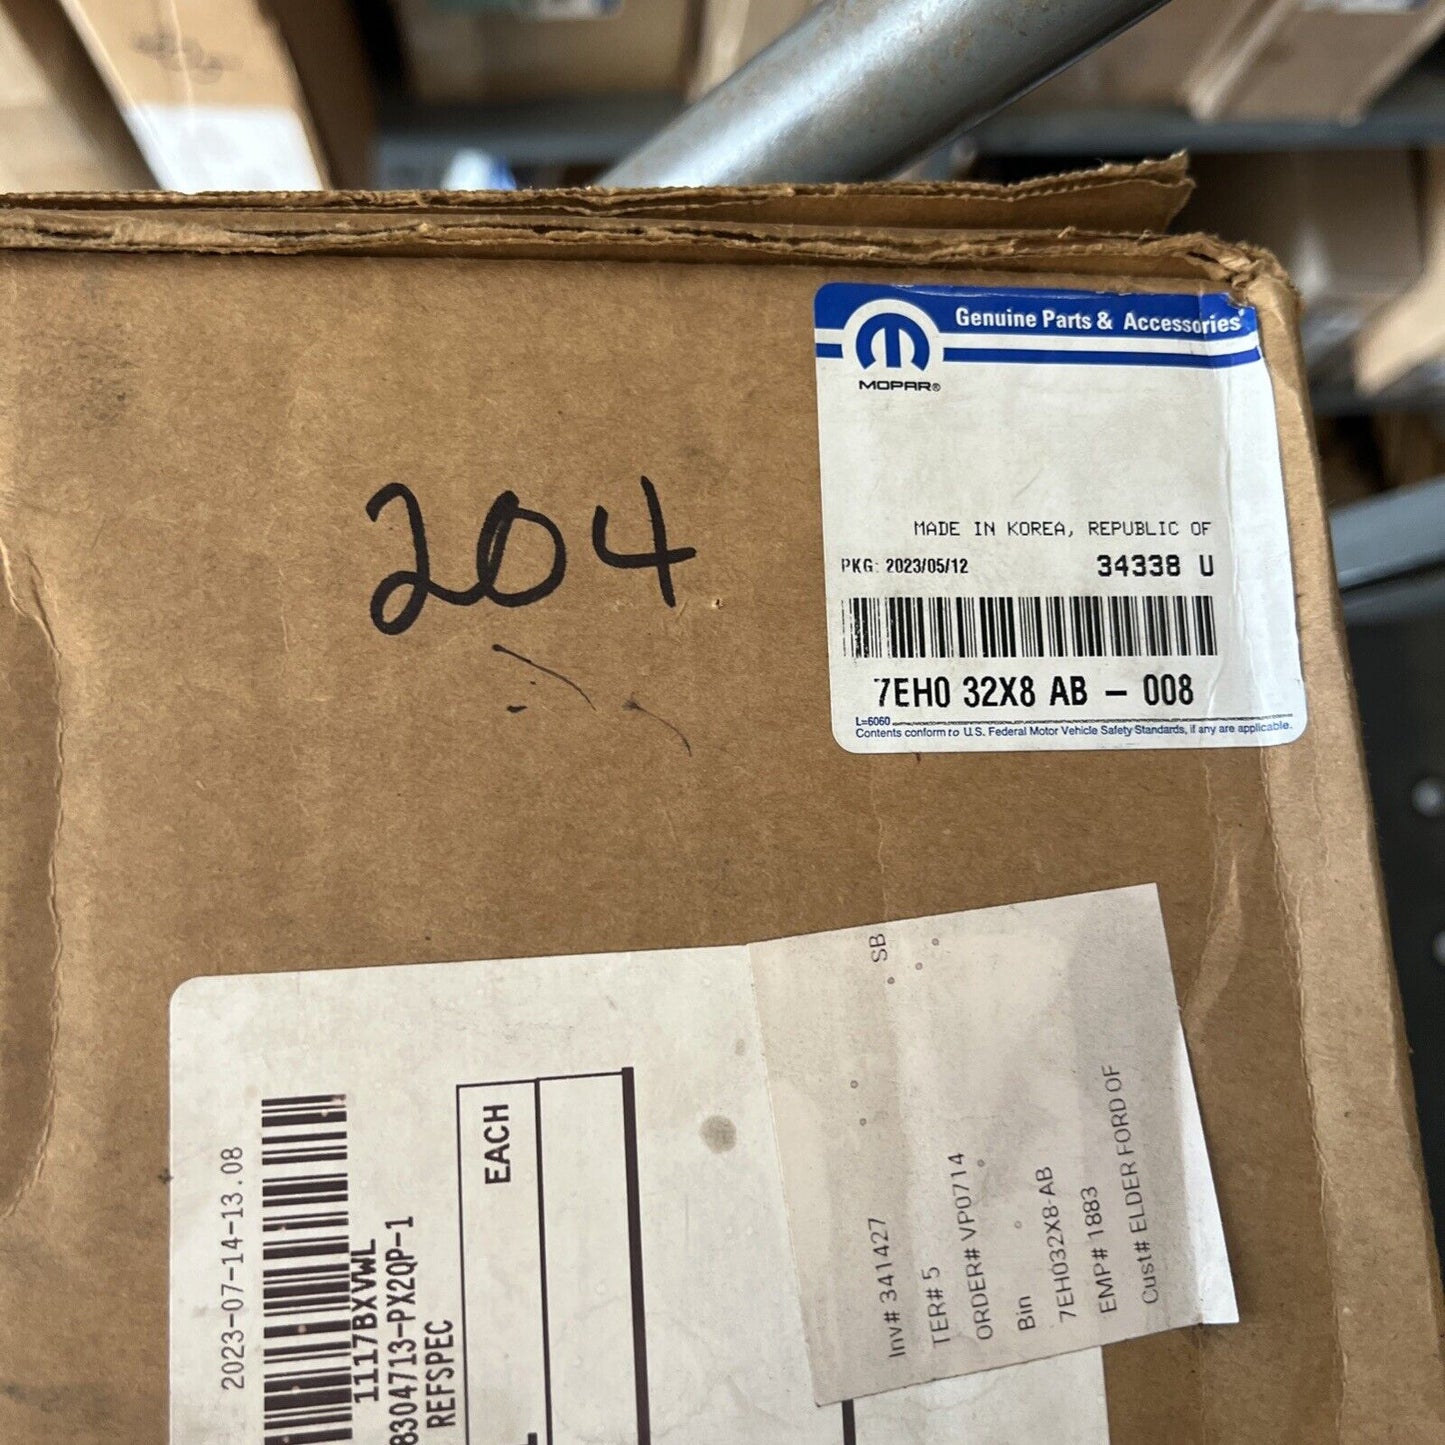 Genuine Parts & Accessories
MOPAR®
MADE IN KOREA, REPUBLIC OF
PKG: 2023/05/12
34338 U
7EH0 32X8 AB - 008
L=6060
Contents conform to U.S. Federal Motor Vehicle Safety Standards, if any are applicable.
204
2023-07-14-13.08
1117BXVWL
8304713-PX2QP-1
REFSPEC
EACH
SB
Inv# 341427
TER# 5
ORDER# VP0714
Bin
7EH032X8-AB
EMP# 1883
Cust# ELDER FORD OF